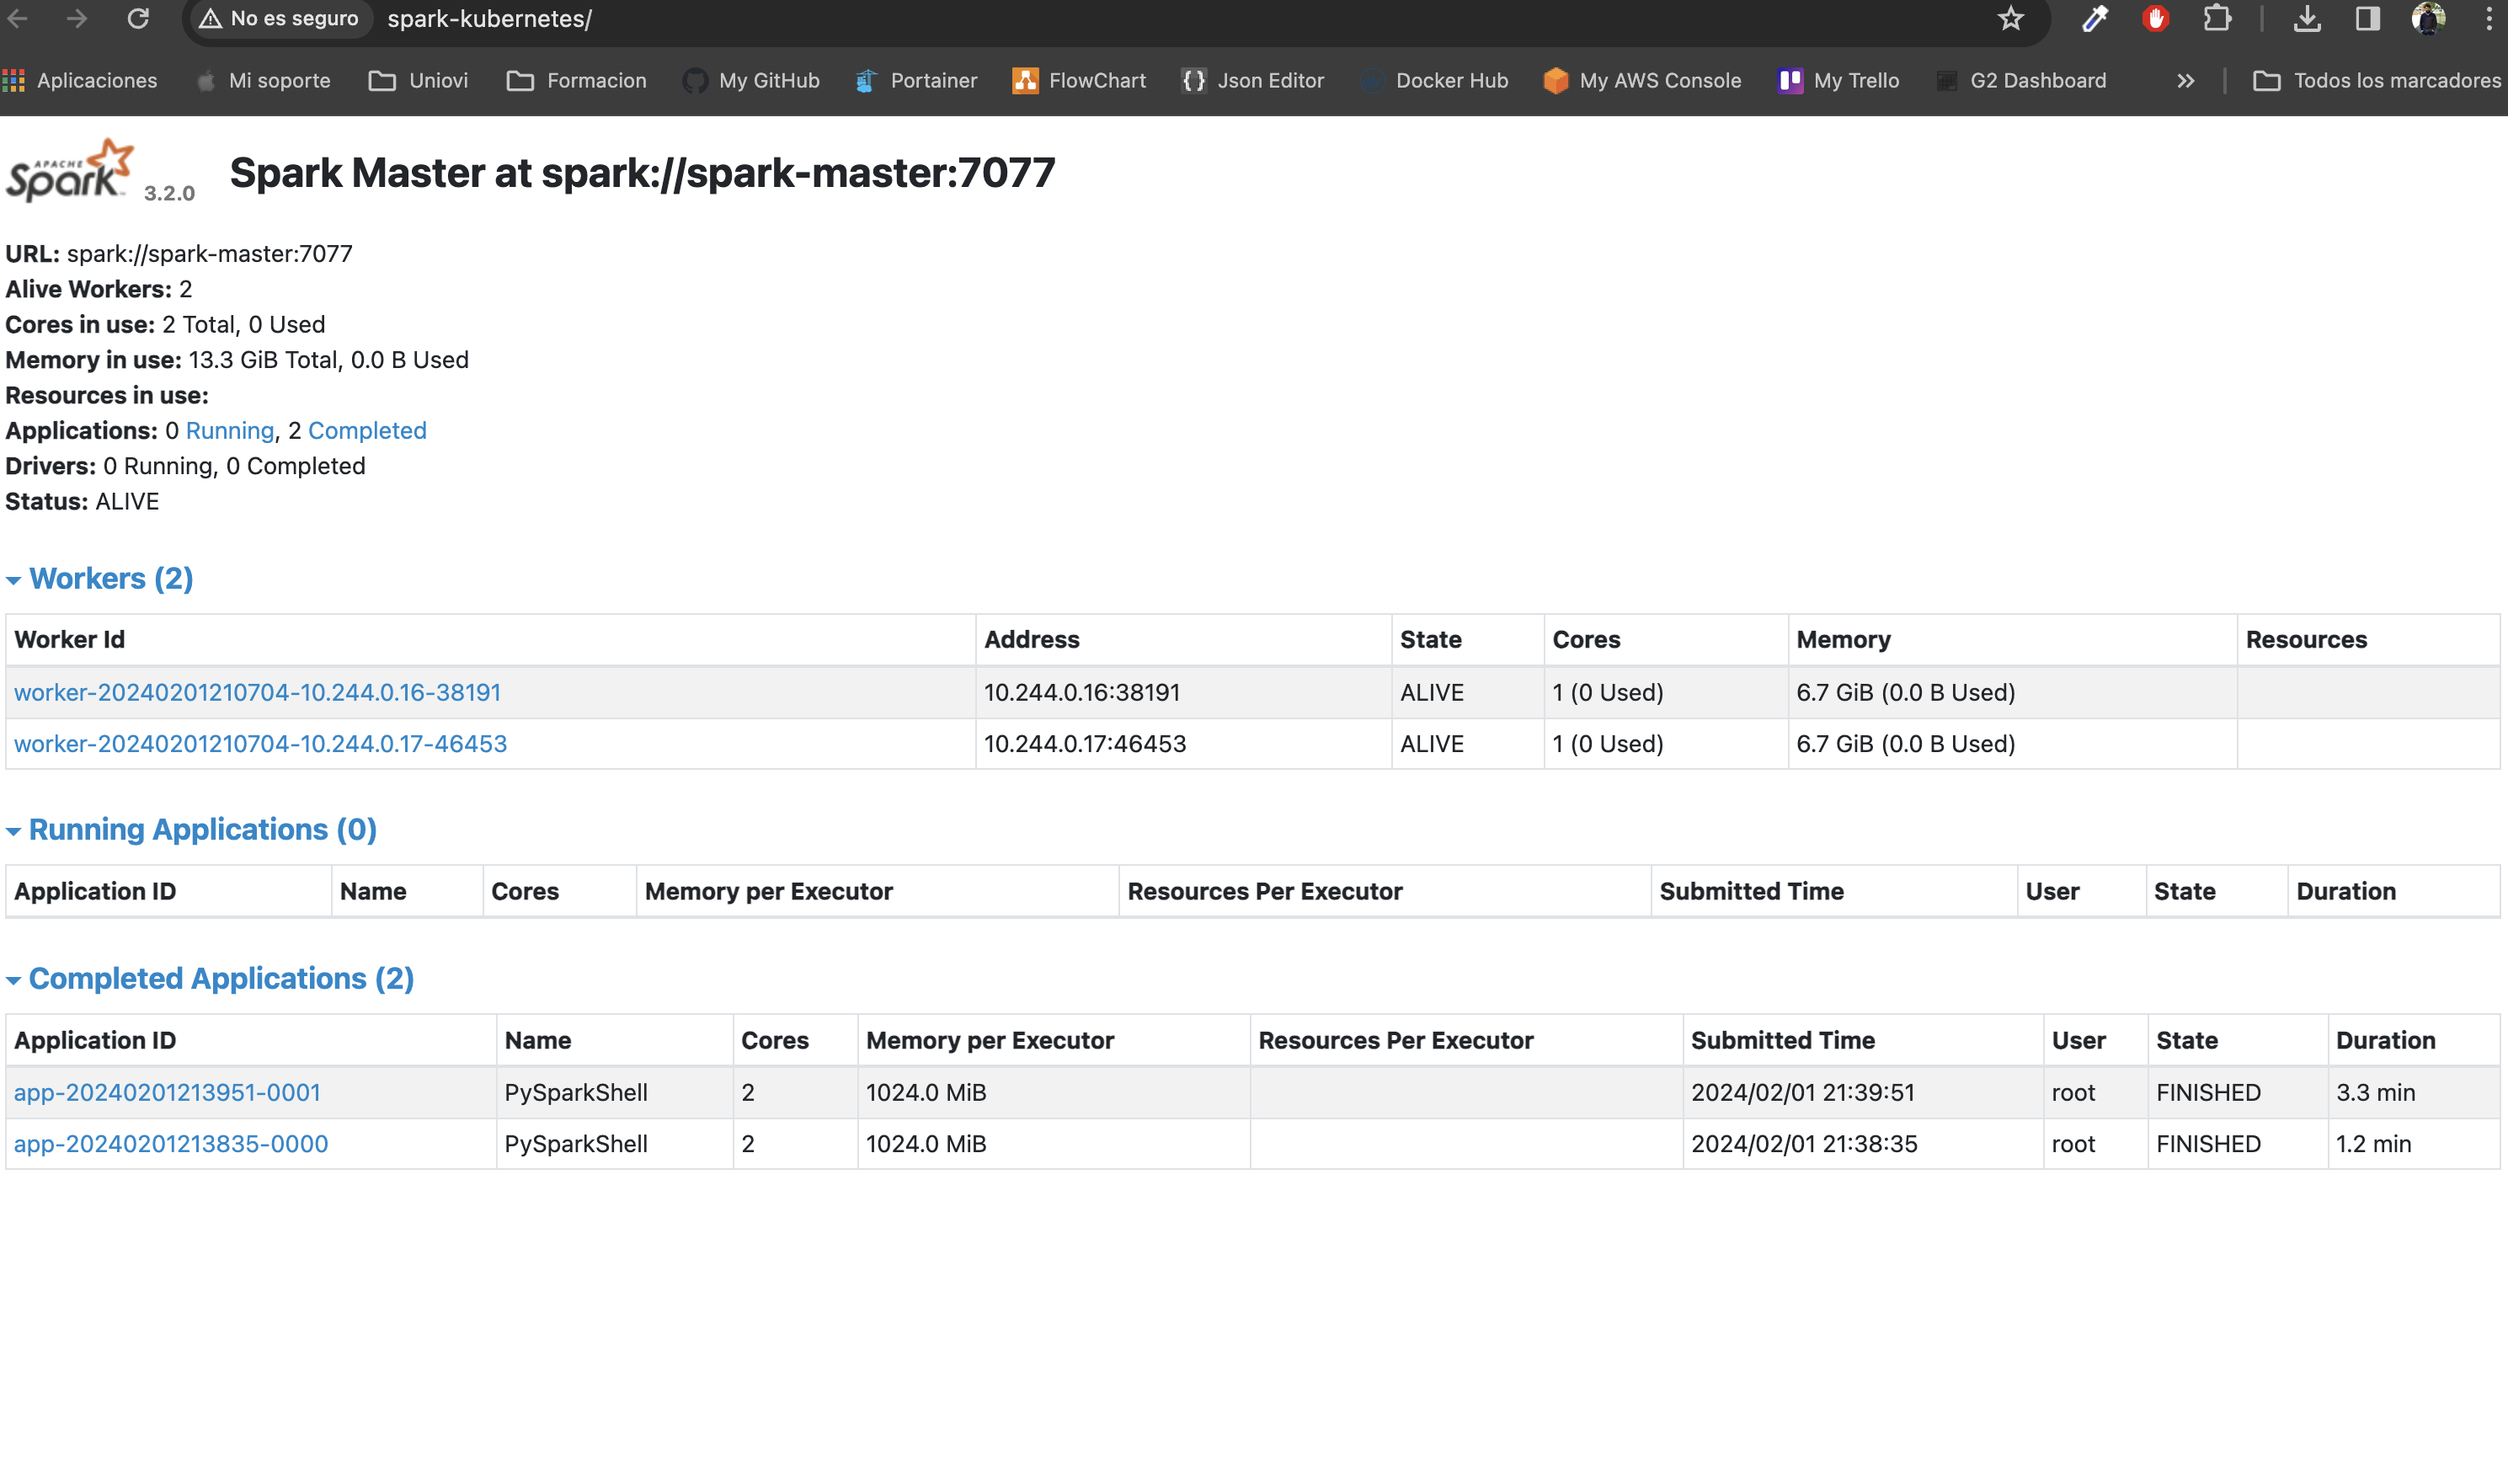 No es seguro spark-kubernetes/
Aplicaciones Mi soporte Uniovi Formacion My GitHub Portainer FlowChart {} Json Editor Docker Hub My AWS Console My Trello G2 Dashboard » Todos los marcadores
APACHE Spark™ 3.2.0 Spark Master at spark://spark-master:7077
URL: spark://spark-master:7077
Alive Workers: 2
Cores in use: 2 Total, 0 Used
Memory in use: 13.3 GiB Total, 0.0 B Used
Resources in use:
Applications: 0 Running, 2 Completed
Drivers: 0 Running, 0 Completed
Status: ALIVE
Workers (2)
Worker Id Address State Cores Memory Resources
worker-20240201210704-10.244.0.16-38191 10.244.0.16:38191 ALIVE 1 (0 Used) 6.7 GiB (0.0 B Used)
worker-20240201210704-10.244.0.17-46453 10.244.0.17:46453 ALIVE 1 (0 Used) 6.7 GiB (0.0 B Used)
Running Applications (0)
Application ID Name Cores Memory per Executor Resources Per Executor Submitted Time User State Duration
Completed Applications (2)
Application ID Name Cores Memory per Executor Resources Per Executor Submitted Time User State Duration
app-20240201213951-0001 PySparkShell 2 1024.0 MiB 2024/02/01 21:39:51 root FINISHED 3.3 min
app-20240201213835-0000 PySparkShell 2 1024.0 MiB 2024/02/01 21:38:35 root FINISHED 1.2 min